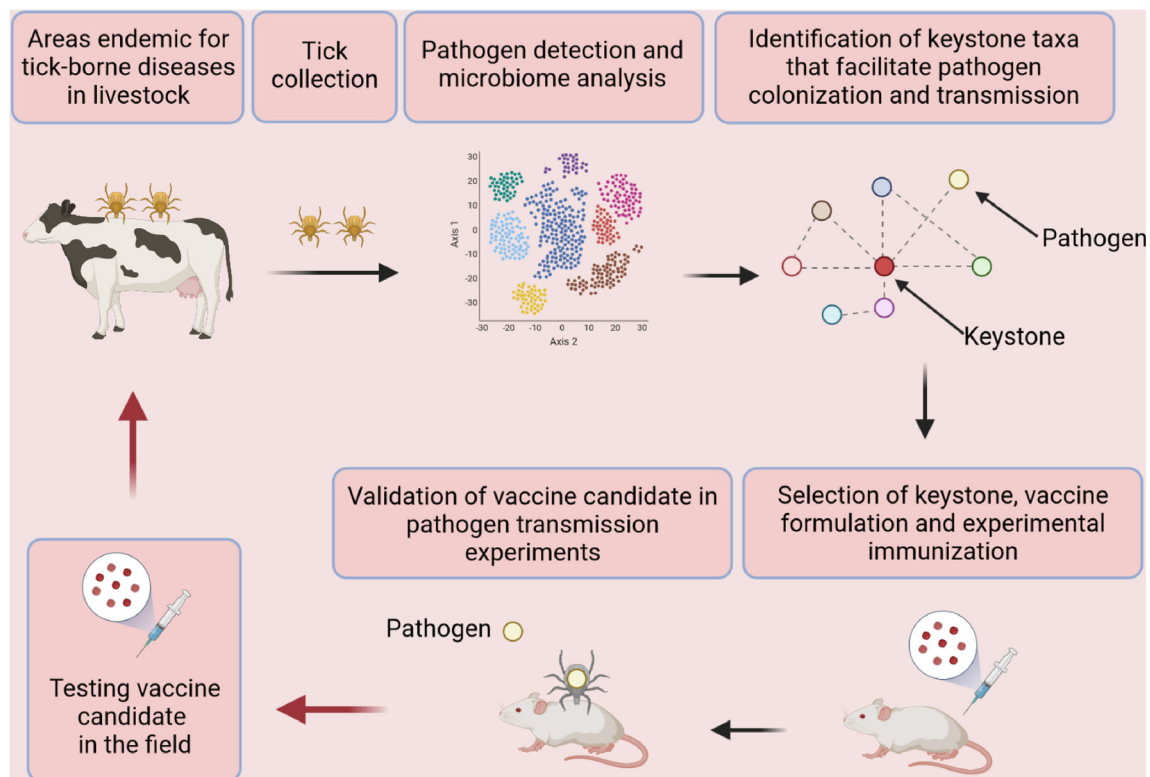 Areas endemic for
tick-borne diseases
in livestock
Tick
collection
Pathogen detection and
microbiome analysis
Identification of keystone taxa
that facilitate pathogen
colonization and transmission
30
20
10
0
-10
-20
30
Axis 1
-30
-20
-10
0
10
20
30
Axis 2
Pathogen
Keystone
Validation of vaccine candidate in
pathogen transmission
experiments
Selection of keystone, vaccine
formulation and experimental
immunization
Pathogen
Testing vaccine
candidate
in the field